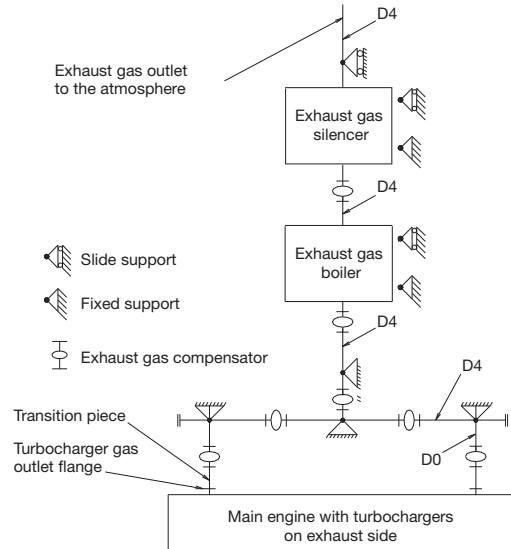 D4
Exhaust gas outlet
to the atmosphere
Exhaust gas
silencer
D4
Exhaust gas
boiler
Slide support
Fixed support
Exhaust gas compensator
D4
D4
Transition piece
Turbocharger gas
outlet flange
D0
Main engine with turbochargers
on exhaust side